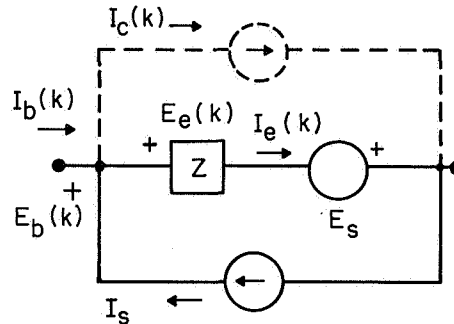 I_c(k)
I_b(k)
E_e(k)
I_e(k)
+
+
Z
+
E_b(k)
E_s
I_s